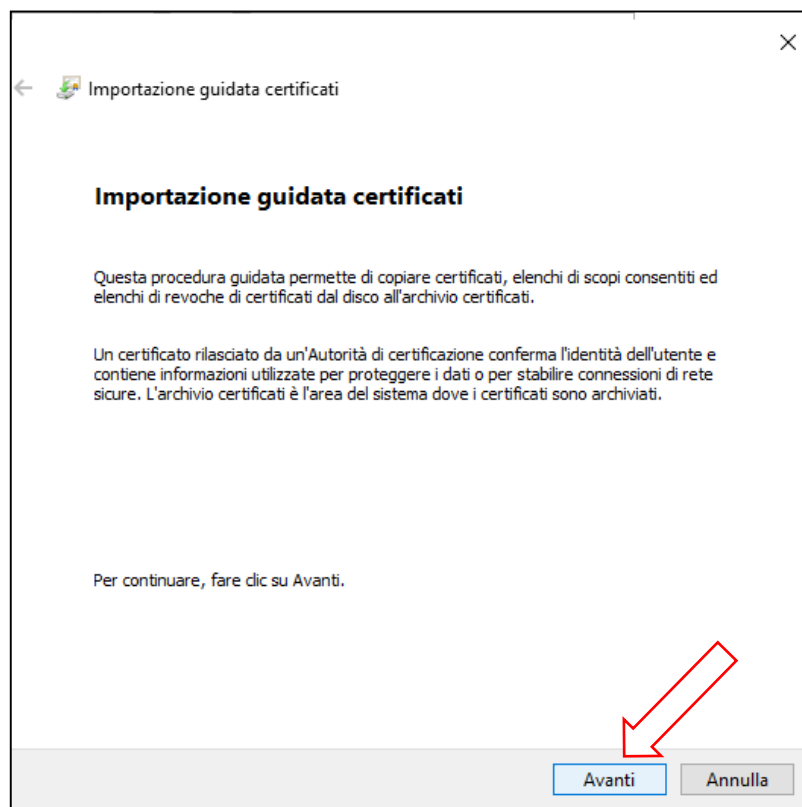 Importazione guidata certificati
Importazione guidata certificati
Questa procedura guidata permette di copiare certificati, elenchi di scopi consentiti ed
elenchi di revoche di certificati dal disco all'archivio certificati.
Un certificato rilasciato da un'Autorità di certificazione conferma l'identità dell'utente e
contiene informazioni utilizzate per proteggere i dati o per stabilire connessioni di rete
sicure. L'archivio certificati è l'area del sistema dove i certificati sono archiviati.
Per continuare, fare clic su Avanti.
Avanti Annulla